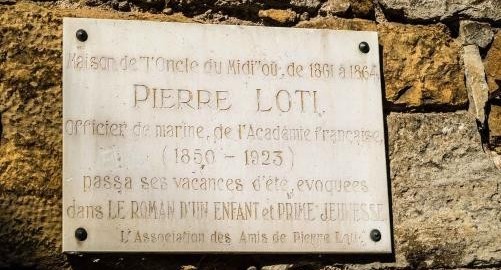 Maison de "l'Oncle du Midi" où, de 1861 à 1864
PIERRE LOTI
Officier de marine, de l'Académie française,
(1850 - 1923)
passa ses vacances d'été, évoquées
dans LE ROMAN D'UN ENFANT et PRIME JEUNESSE
L'Association des Amis de Pierre Loti